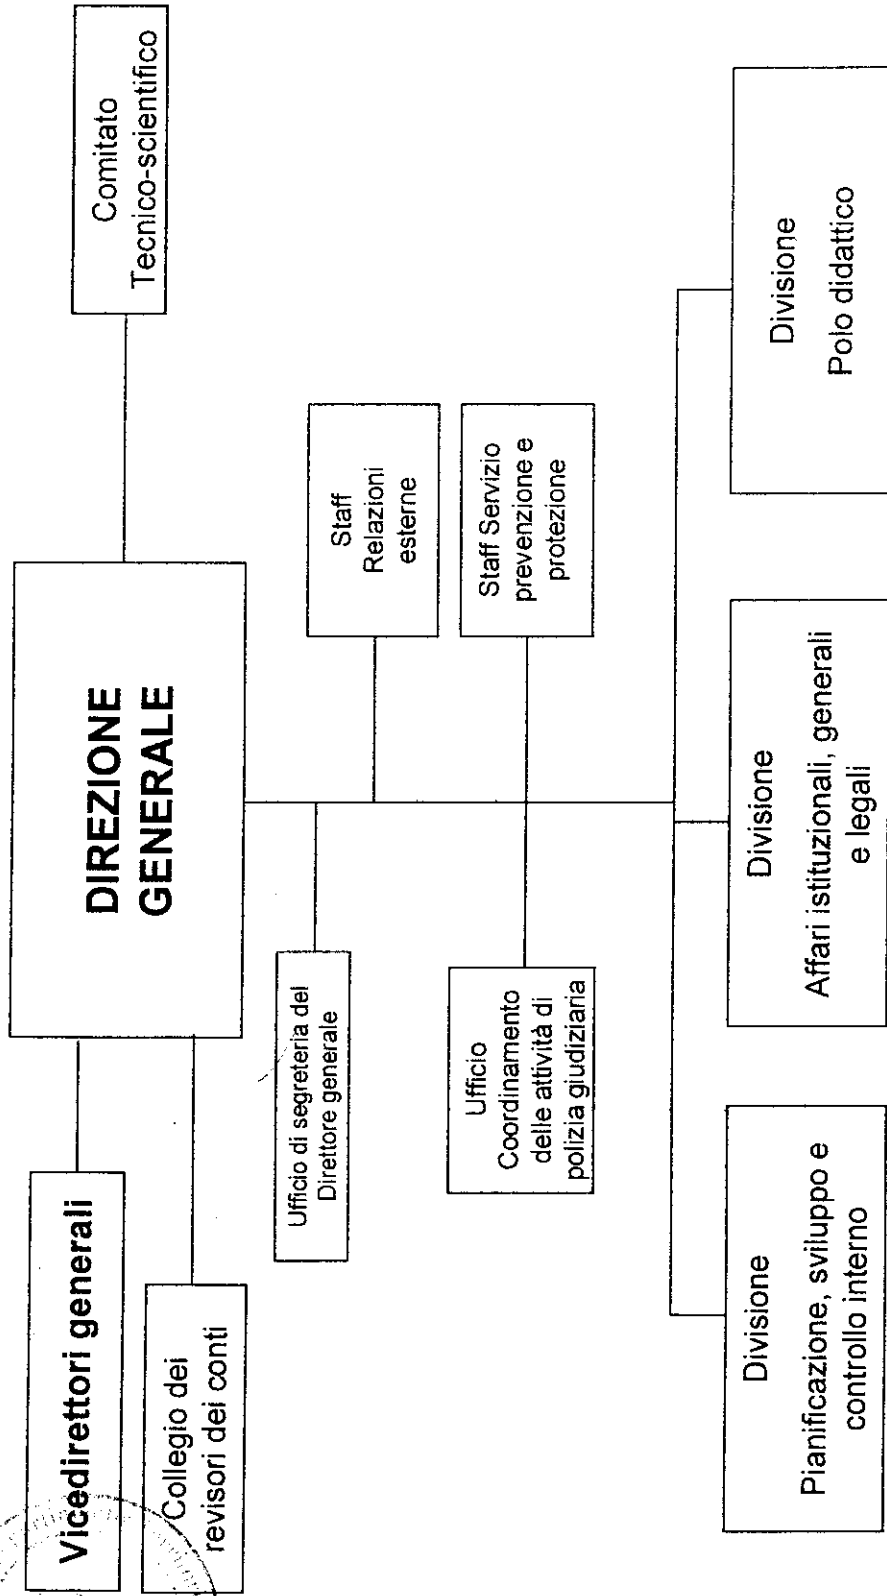 Vicedirettori generali
Collegio dei
revisori dei conti
DIREZIONE
GENERALE
Comitato
Tecnico-scientifico
Ufficio di segreteria del
Direttore generale
Staff
Relazioni
esterne
Ufficio
Coordinamento
delle attività di
polizia giudiziaria
Staff Servizio
prevenzione e
protezione
Divisione
Pianificazione, sviluppo e
controllo interno
Divisione
Affari istituzionali, generali
e legali
Divisione
Polo didattico